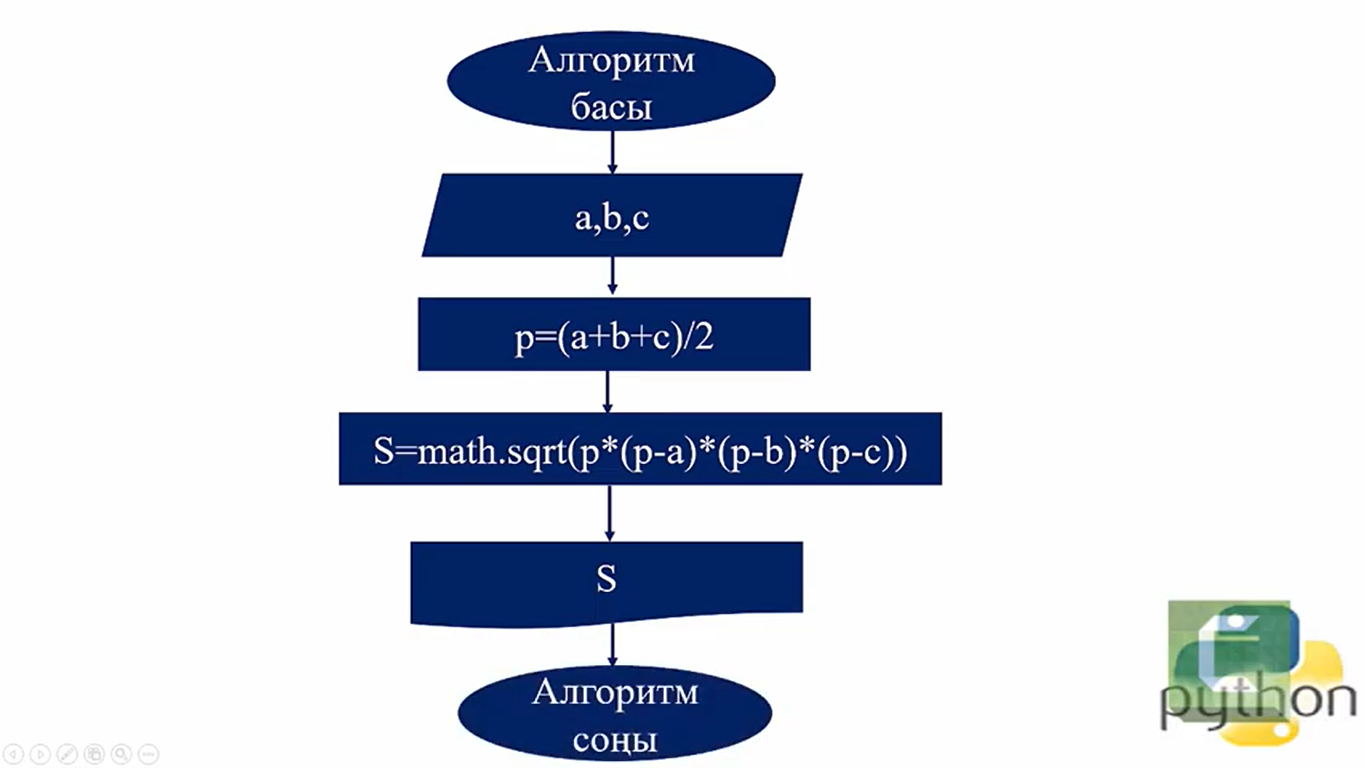 Алгоритм
басы
a,b,c
p=(a+b+c)/2
S=math.sqrt(p*(p-a)*(p-b)*(p-c))
S
Алгоритм
соңы
python